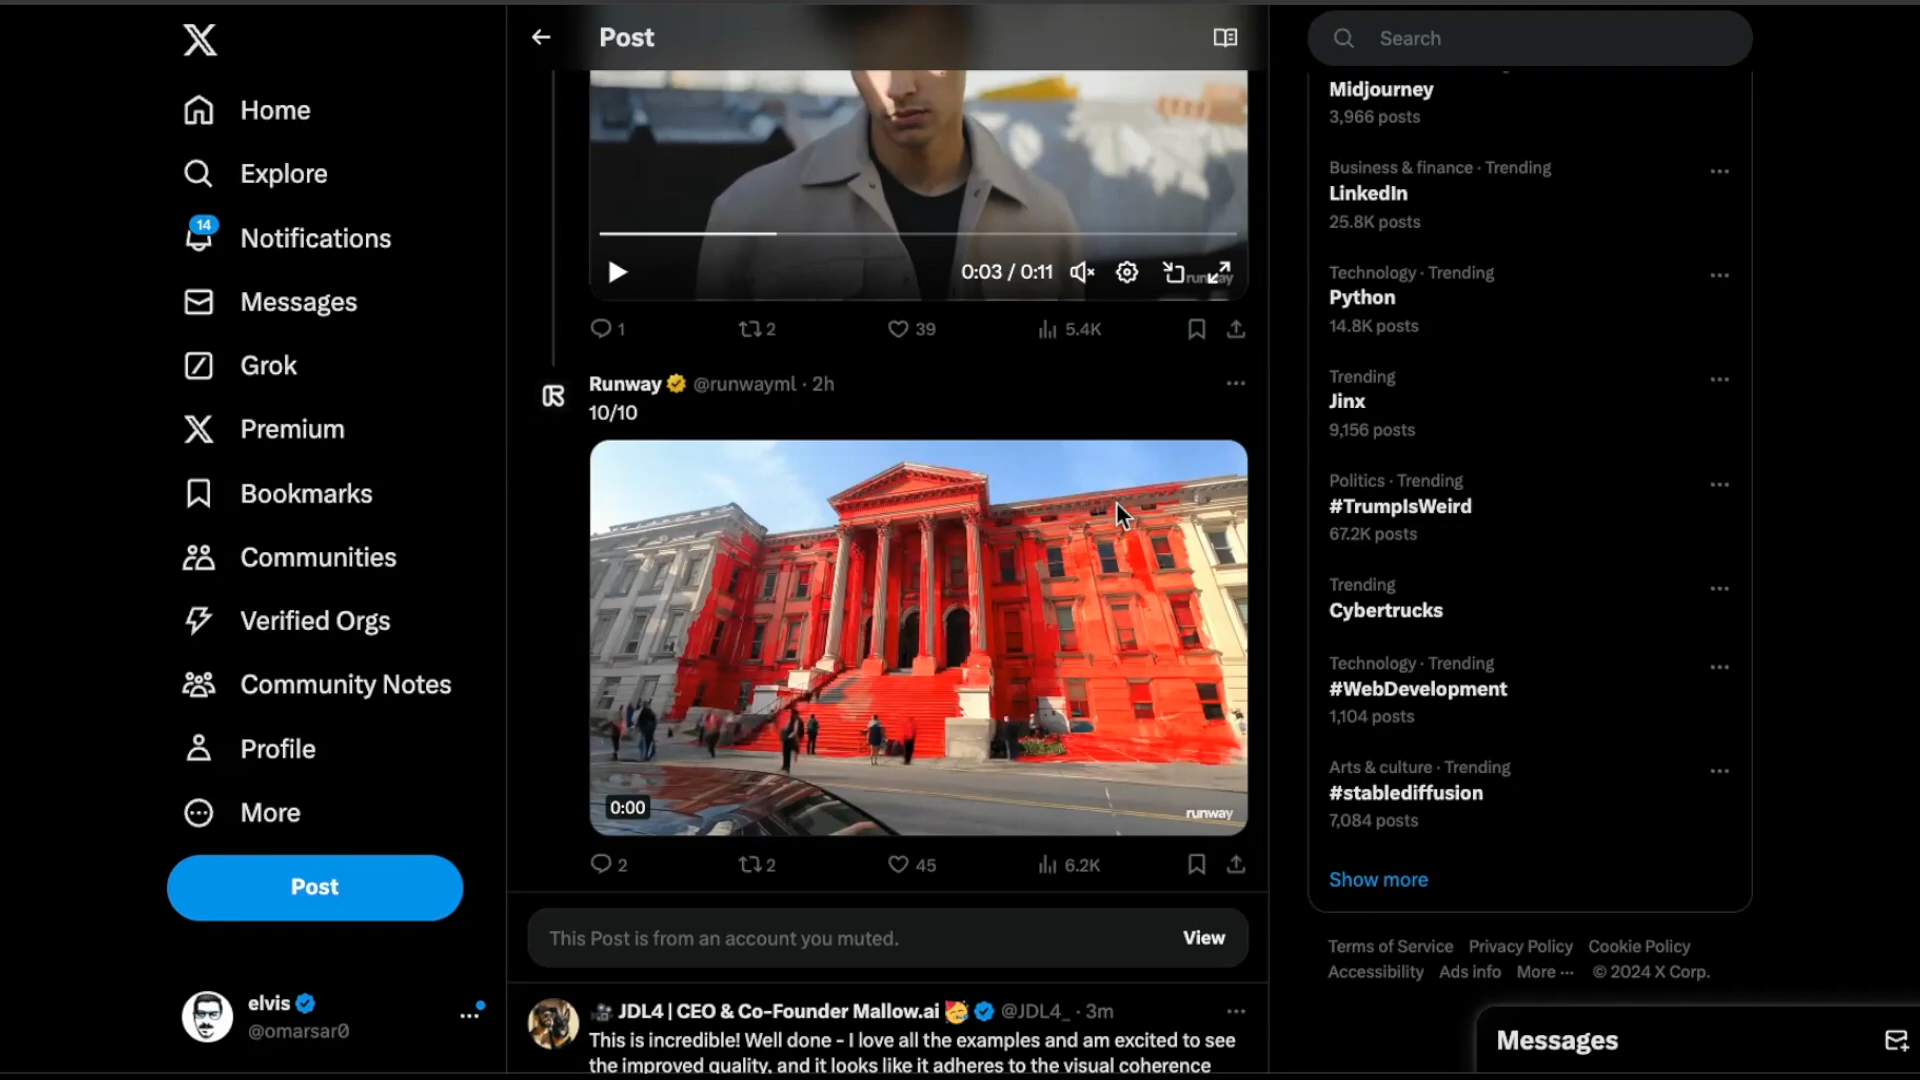 Home
Explore
14
Notifications
Messages
Grok
Premium
Bookmarks
Communities
Verified Orgs
Community Notes
Profile
More
Post
elvis
@omarsar0
Post
0:03 / 0:11
runway
1
2
39
5.4K
Runway @runwayml · 2h
10/10
0:00
runway
2
2
45
6.2K
This Post is from an account you muted.
View
JDL4 | CEO & Co-Founder Mallow.ai @JDL4_ · 3m
This is incredible! Well done - I love all the examples and am excited to see
the improved quality, and it looks like it adheres to the visual coherence
Search
Midjourney
3,966 posts
Business & finance · Trending
LinkedIn
25.8K posts
Technology · Trending
Python
14.8K posts
Trending
Jinx
9,156 posts
Politics · Trending
#TrumpIsWeird
67.2K posts
Trending
Cybertrucks
Technology · Trending
#WebDevelopment
1,104 posts
Arts & culture · Trending
#stablediffusion
7,084 posts
Show more
Terms of Service Privacy Policy Cookie Policy
Accessibility Ads info More ··· © 2024 X Corp.
Messages